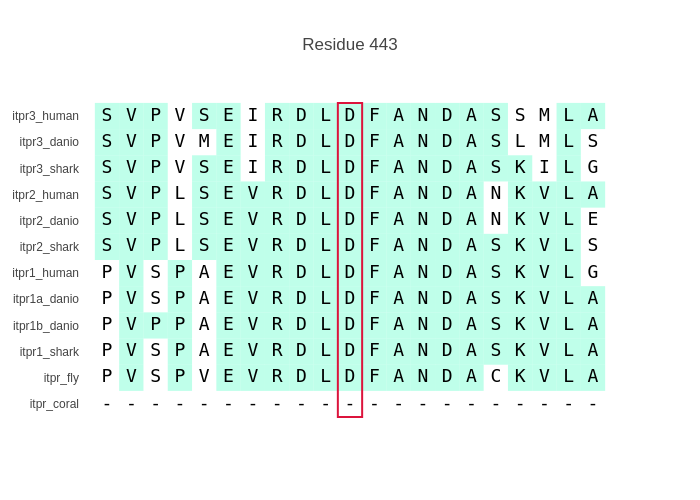 Residue 443
itpr3_human S V P V S E I R D L D F A N D A S S M L A
itpr3_danio S V P V M E I R D L D F A N D A S L M L S
itpr3_shark S V P V S E I R D L D F A N D A S K I L G
itpr2_human S V P L S E V R D L D F A N D A N K V L A
itpr2_danio S V P L S E V R D L D F A N D A N K V L E
itpr2_shark S V P L S E V R D L D F A N D A S K V L S
itpr1_human P V S P A E V R D L D F A N D A S K V L G
itpr1a_danio P V S P A E V R D L D F A N D A S K V L A
itpr1b_danio P V P P A E V R D L D F A N D A S K V L A
itpr1_shark P V S P A E V R D L D F A N D A S K V L A
itpr_fly P V S P V E V R D L D F A N D A C K V L A
itpr_coral - - - - - - - - - - - - - - - - - - - - -